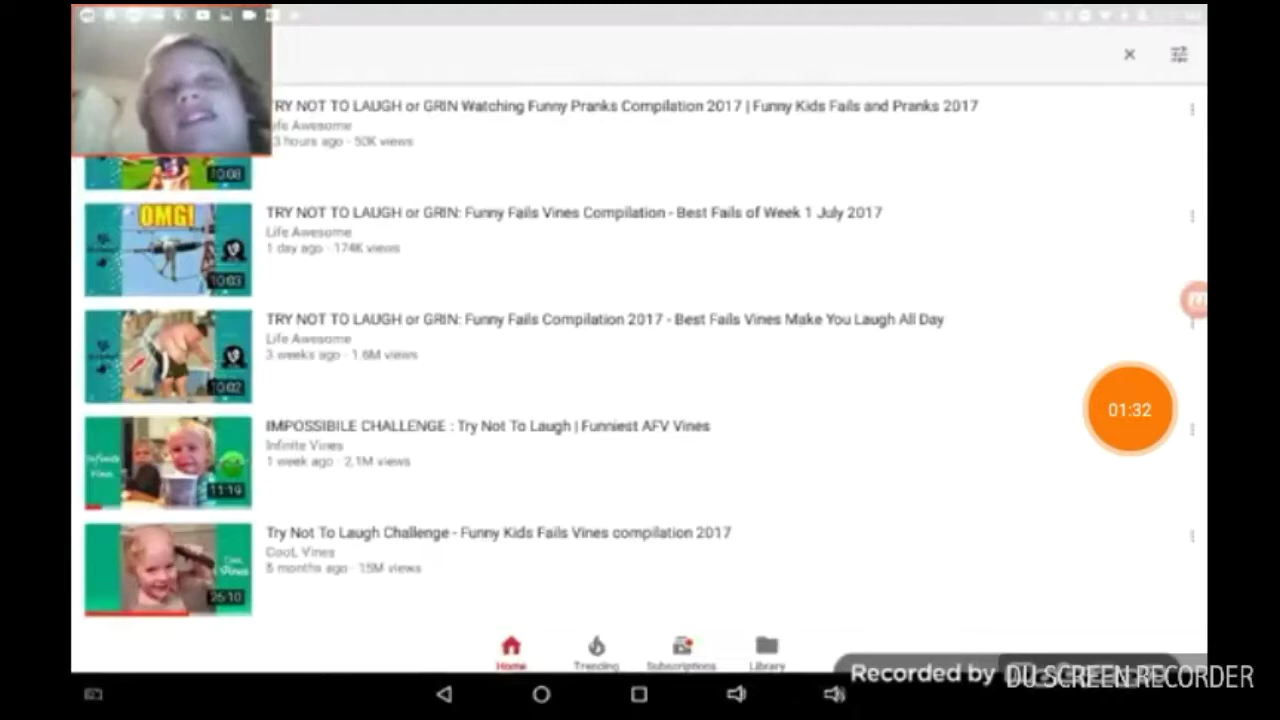 TRY NOT TO LAUGH or GRIN Watching Funny Pranks Compilation 2017 | Funny Kids Fails and Pranks 2017
Life Awesome
3 hours ago · 50K views
10:08
OMG!
TRY NOT TO LAUGH or GRIN: Funny Fails Vines Compilation - Best Fails of Week 1 July 2017
Life Awesome
1 day ago · 174K views
10:03
TRY NOT TO LAUGH or GRIN: Funny Fails Compilation 2017 - Best Fails Vines Make You Laugh All Day
Life Awesome
3 weeks ago · 1.6M views
10:02
01:32
IMPOSSIBILE CHALLENGE : Try Not To Laugh | Funniest AFV Vines
Infinite Vines
1 week ago · 2.1M views
Infinite
Vines
11:19
Try Not To Laugh Challenge - Funny Kids Fails Vines compilation 2017
CooL Vines
months ago · 15M views
CooL
Vines
26:10
Home
Trending
Subscriptions
Library
Recorded by DU SCREEN RECORDER